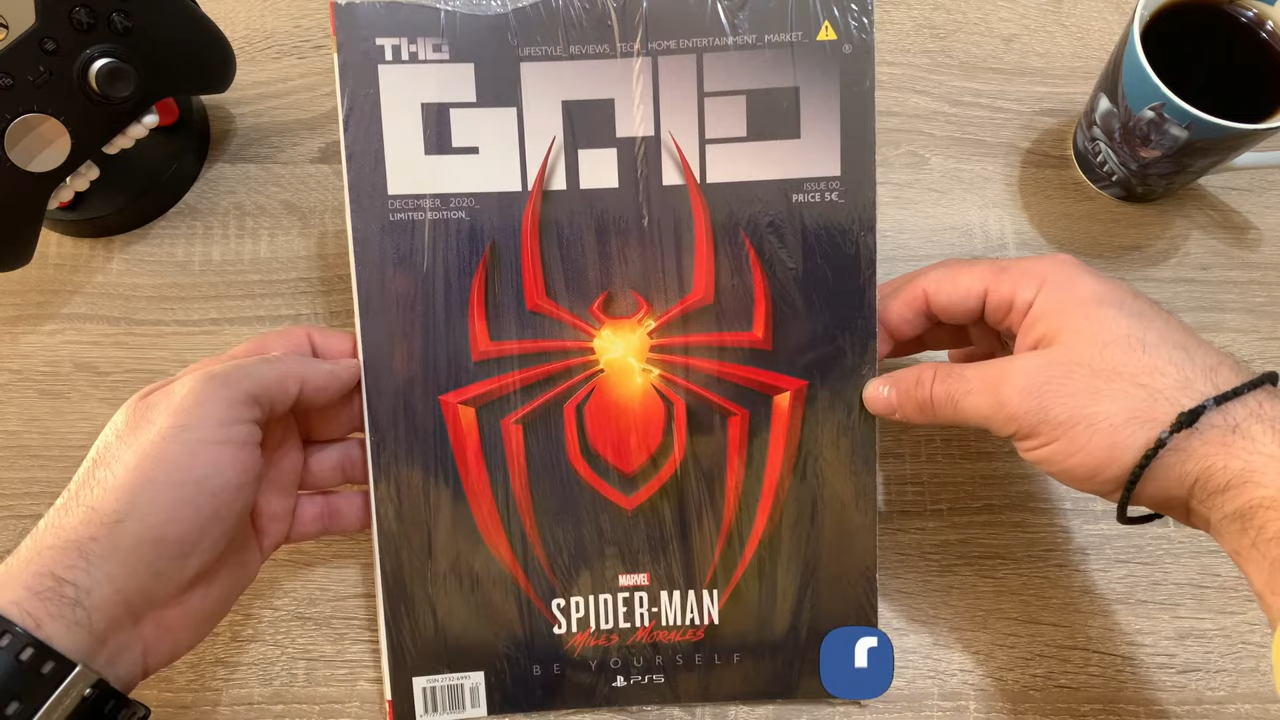 THE
LIFESTYLE_ REVIEWS_ TECH_ HOME ENTERTAINMENT_ MARKET_
®
GRID
DECEMBER_ 2020_
LIMITED EDITION_
ISSUE 00_
PRICE 5€_
MARVEL
SPIDER-MAN
MILES MORALES
BE YOURSELF
PS5
ISSN 2732-6993
r